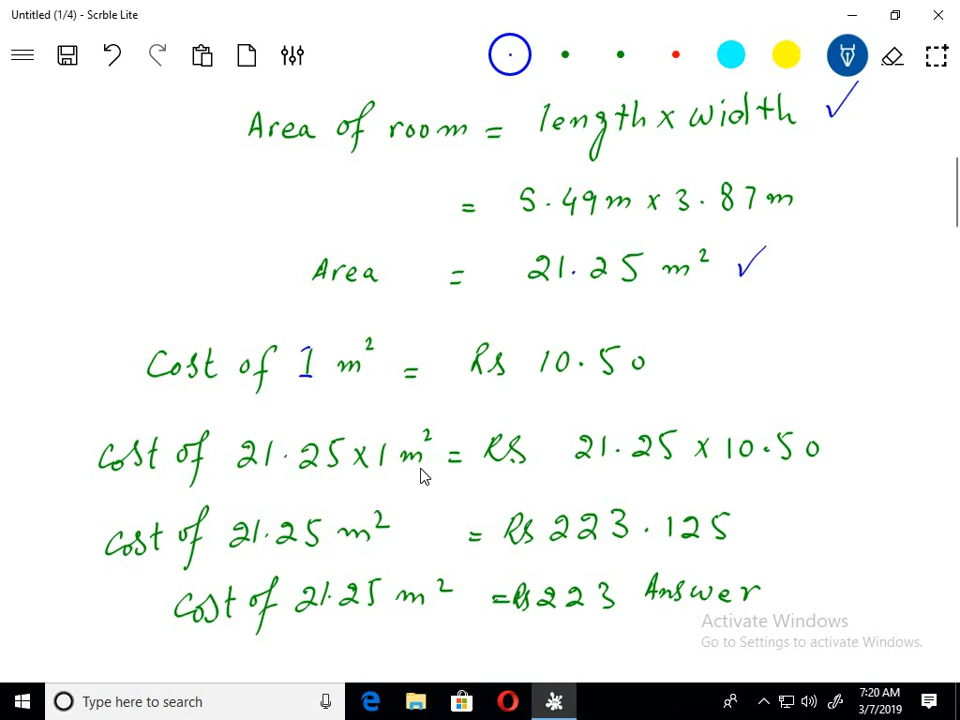 Untitled (1/4) - Scrble Lite
Area of room = length x width ✓
= 5.49m x 3.87m
Area = 21.25 m² ✓
Cost of 1 m² = Rs 10.50
Cost of 21.25 x 1 m² = Rs. 21.25 x 10.50
Cost of 21.25 m² = Rs 223.125
Cost of 21.25 m² = Rs 223 Answer
Activate Windows
Go to Settings to activate Windows.
Type here to search
7:20 AM
3/7/2019